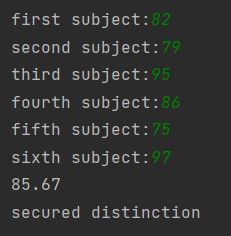 first subject:82
second subject:79
third subject:95
fourth subject:86
fifth subject:75
sixth subject:97
85.67
secured distinction